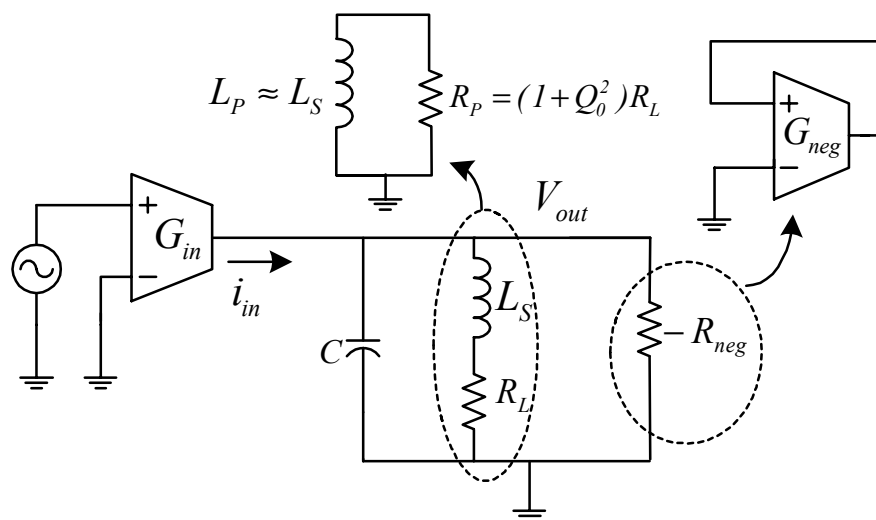 L_P ≈ L_S
R_P = (1+Q_0^2)R_L
+
G_neg
−
+
G_in
−
i_in
V_out
C
L_S
R_L
− R_neg